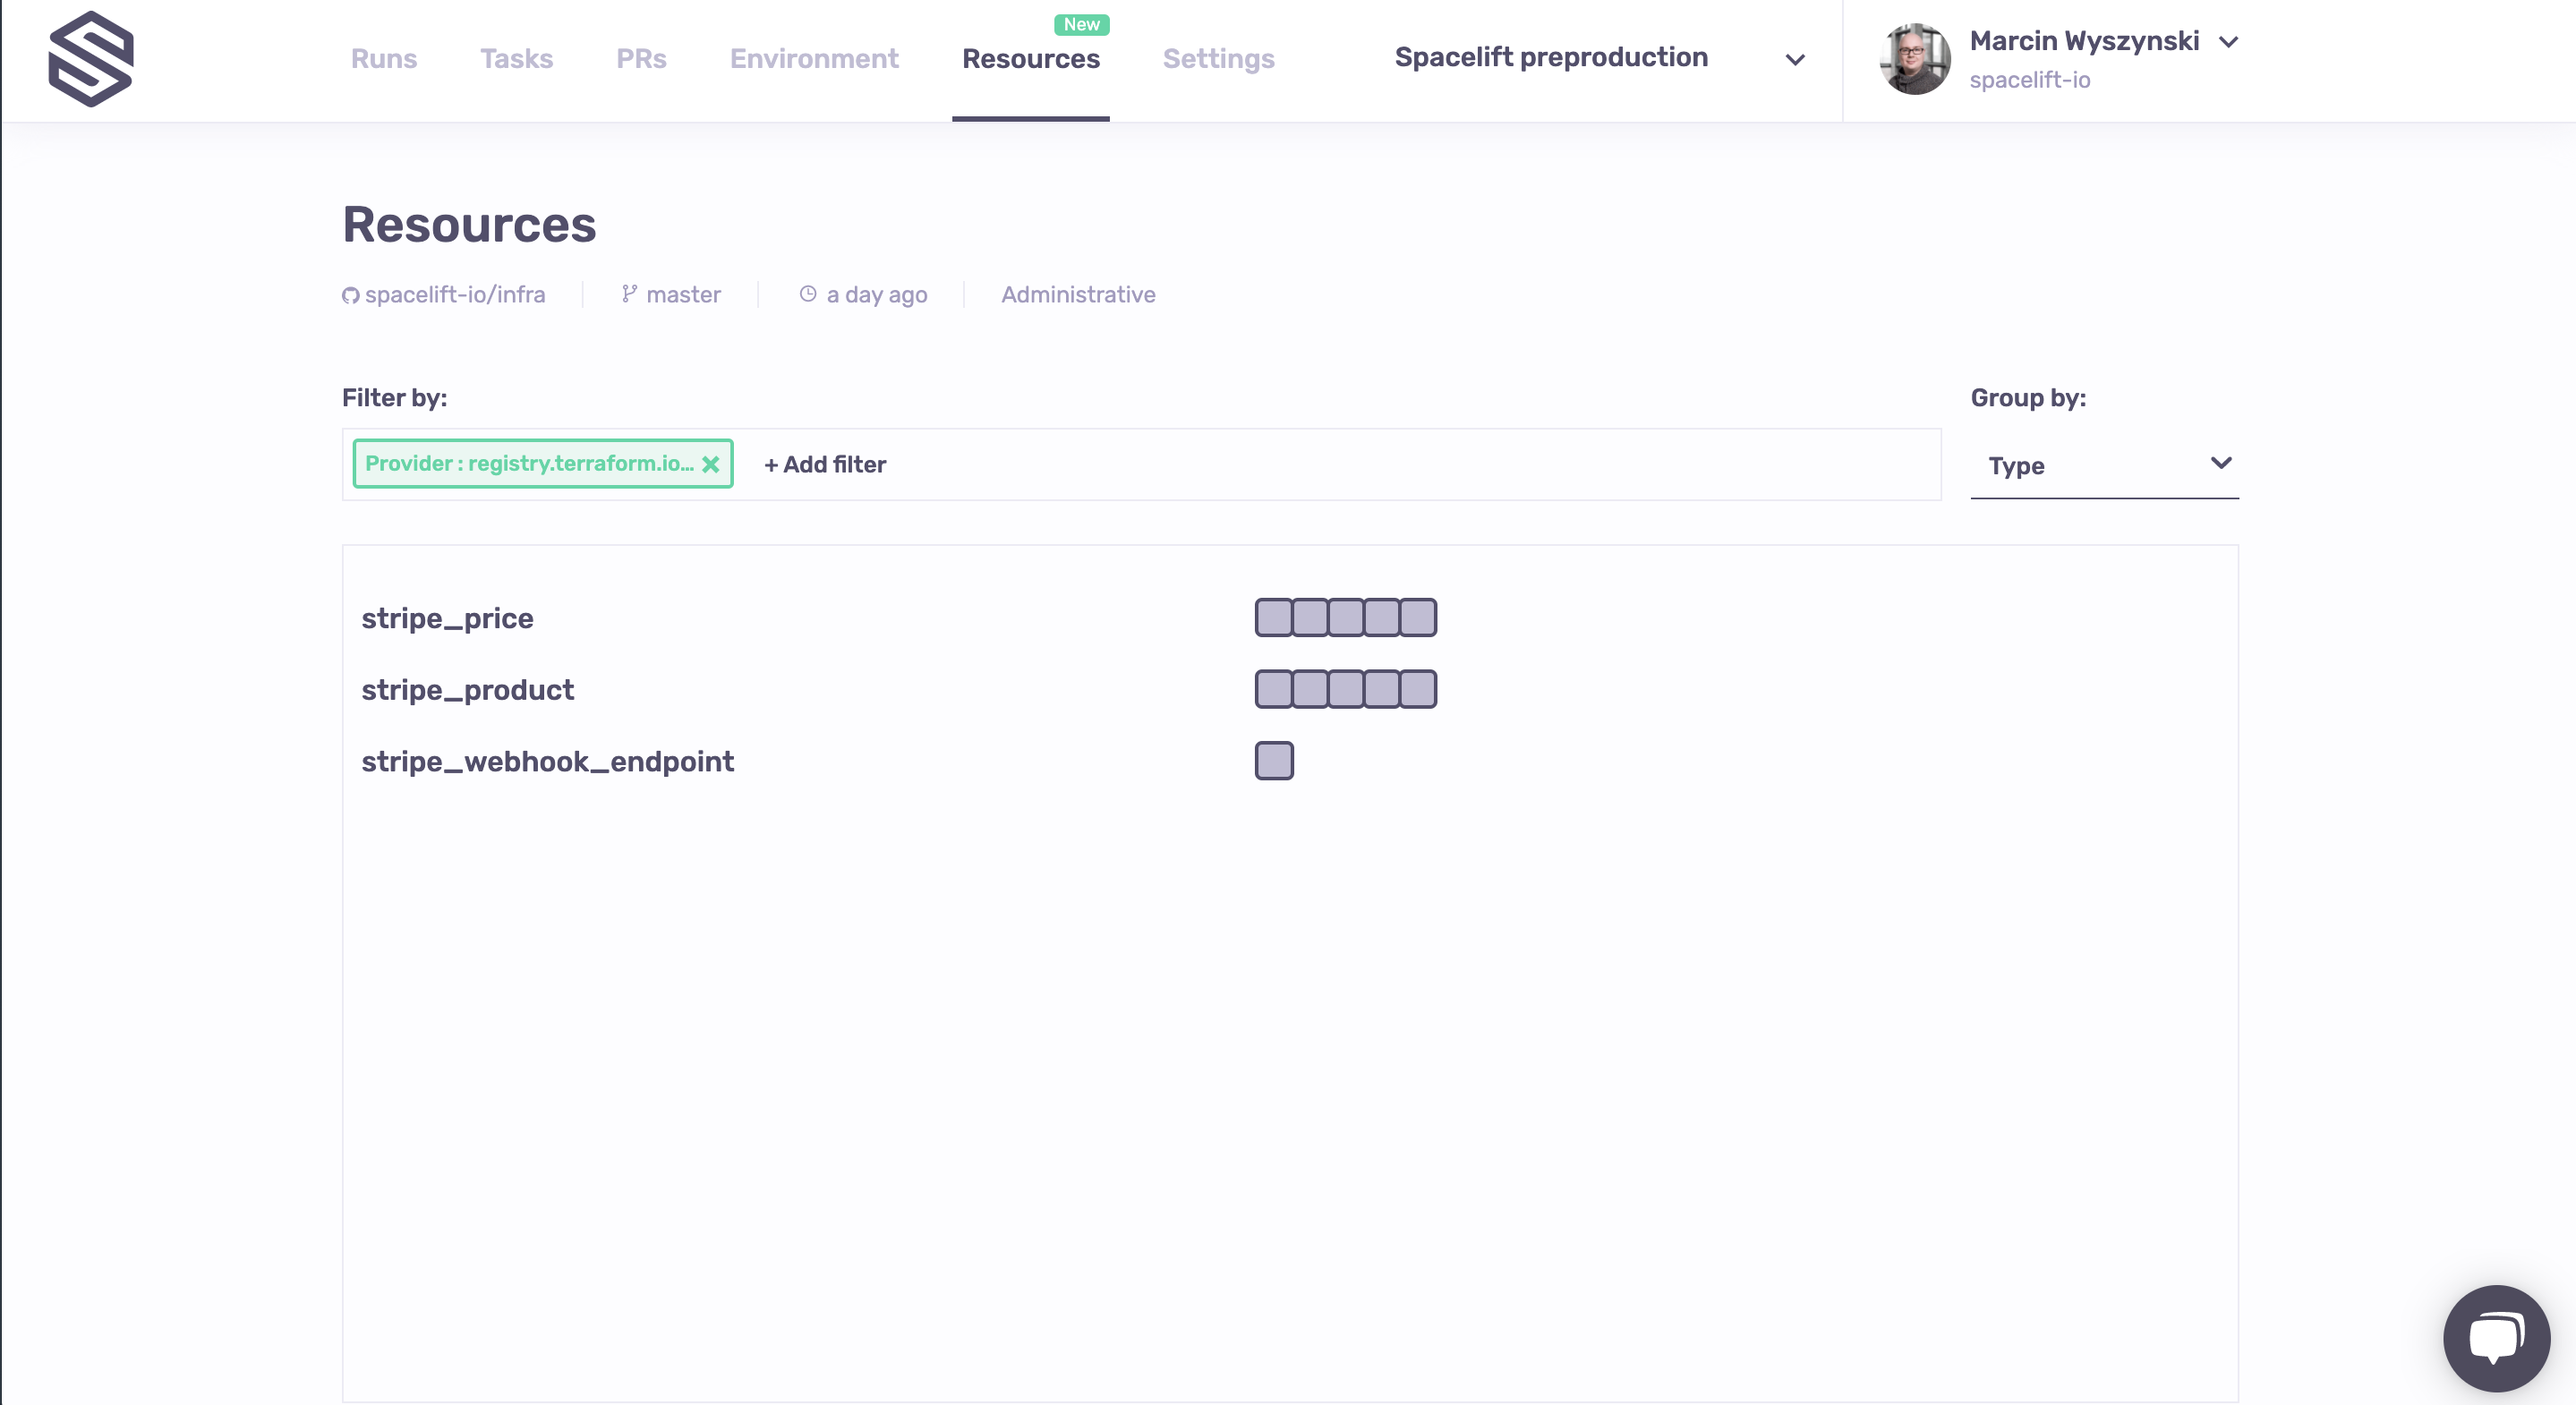 New
Runs Tasks PRs Environment Resources Settings Spacelift preproduction Marcin Wyszynski
spacelift-io
Resources
spacelift-io/infra master a day ago Administrative
Filter by: Group by:
Provider : registry.terraform.io... + Add filter Type
stripe_price
stripe_product
stripe_webhook_endpoint